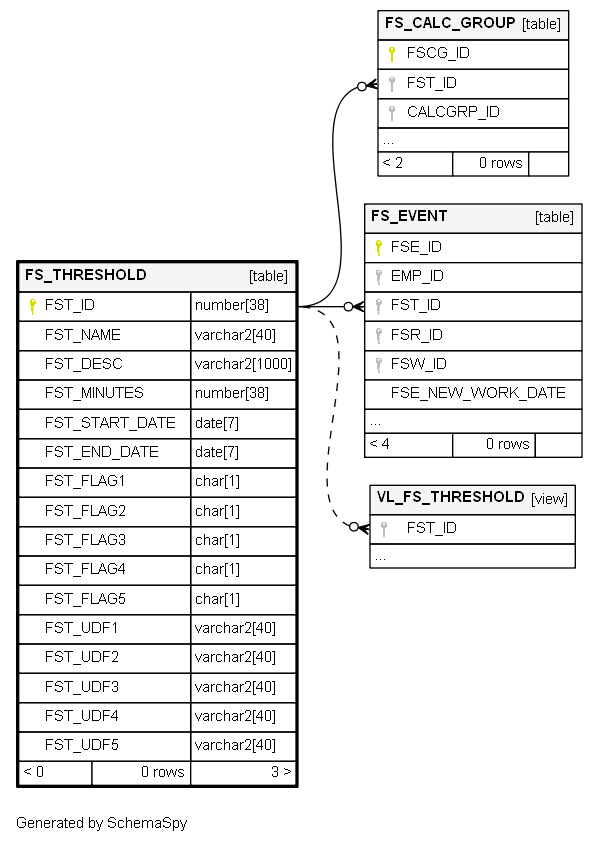 FS_CALC_GROUP [table]
FSCG_ID
FST_ID
CALCGRP_ID
...
< 2 0 rows
FS_EVENT [table]
FSE_ID
EMP_ID
FST_ID
FSR_ID
FSW_ID
FSE_NEW_WORK_DATE
...
< 4 0 rows
FS_THRESHOLD [table]
FST_ID number[38]
FST_NAME varchar2[40]
FST_DESC varchar2[1000]
FST_MINUTES number[38]
FST_START_DATE date[7]
FST_END_DATE date[7]
FST_FLAG1 char[1]
FST_FLAG2 char[1]
FST_FLAG3 char[1]
FST_FLAG4 char[1]
FST_FLAG5 char[1]
FST_UDF1 varchar2[40]
FST_UDF2 varchar2[40]
FST_UDF3 varchar2[40]
FST_UDF4 varchar2[40]
FST_UDF5 varchar2[40]
< 0 0 rows 3 >
VL_FS_THRESHOLD [view]
FST_ID
...
Generated by SchemaSpy